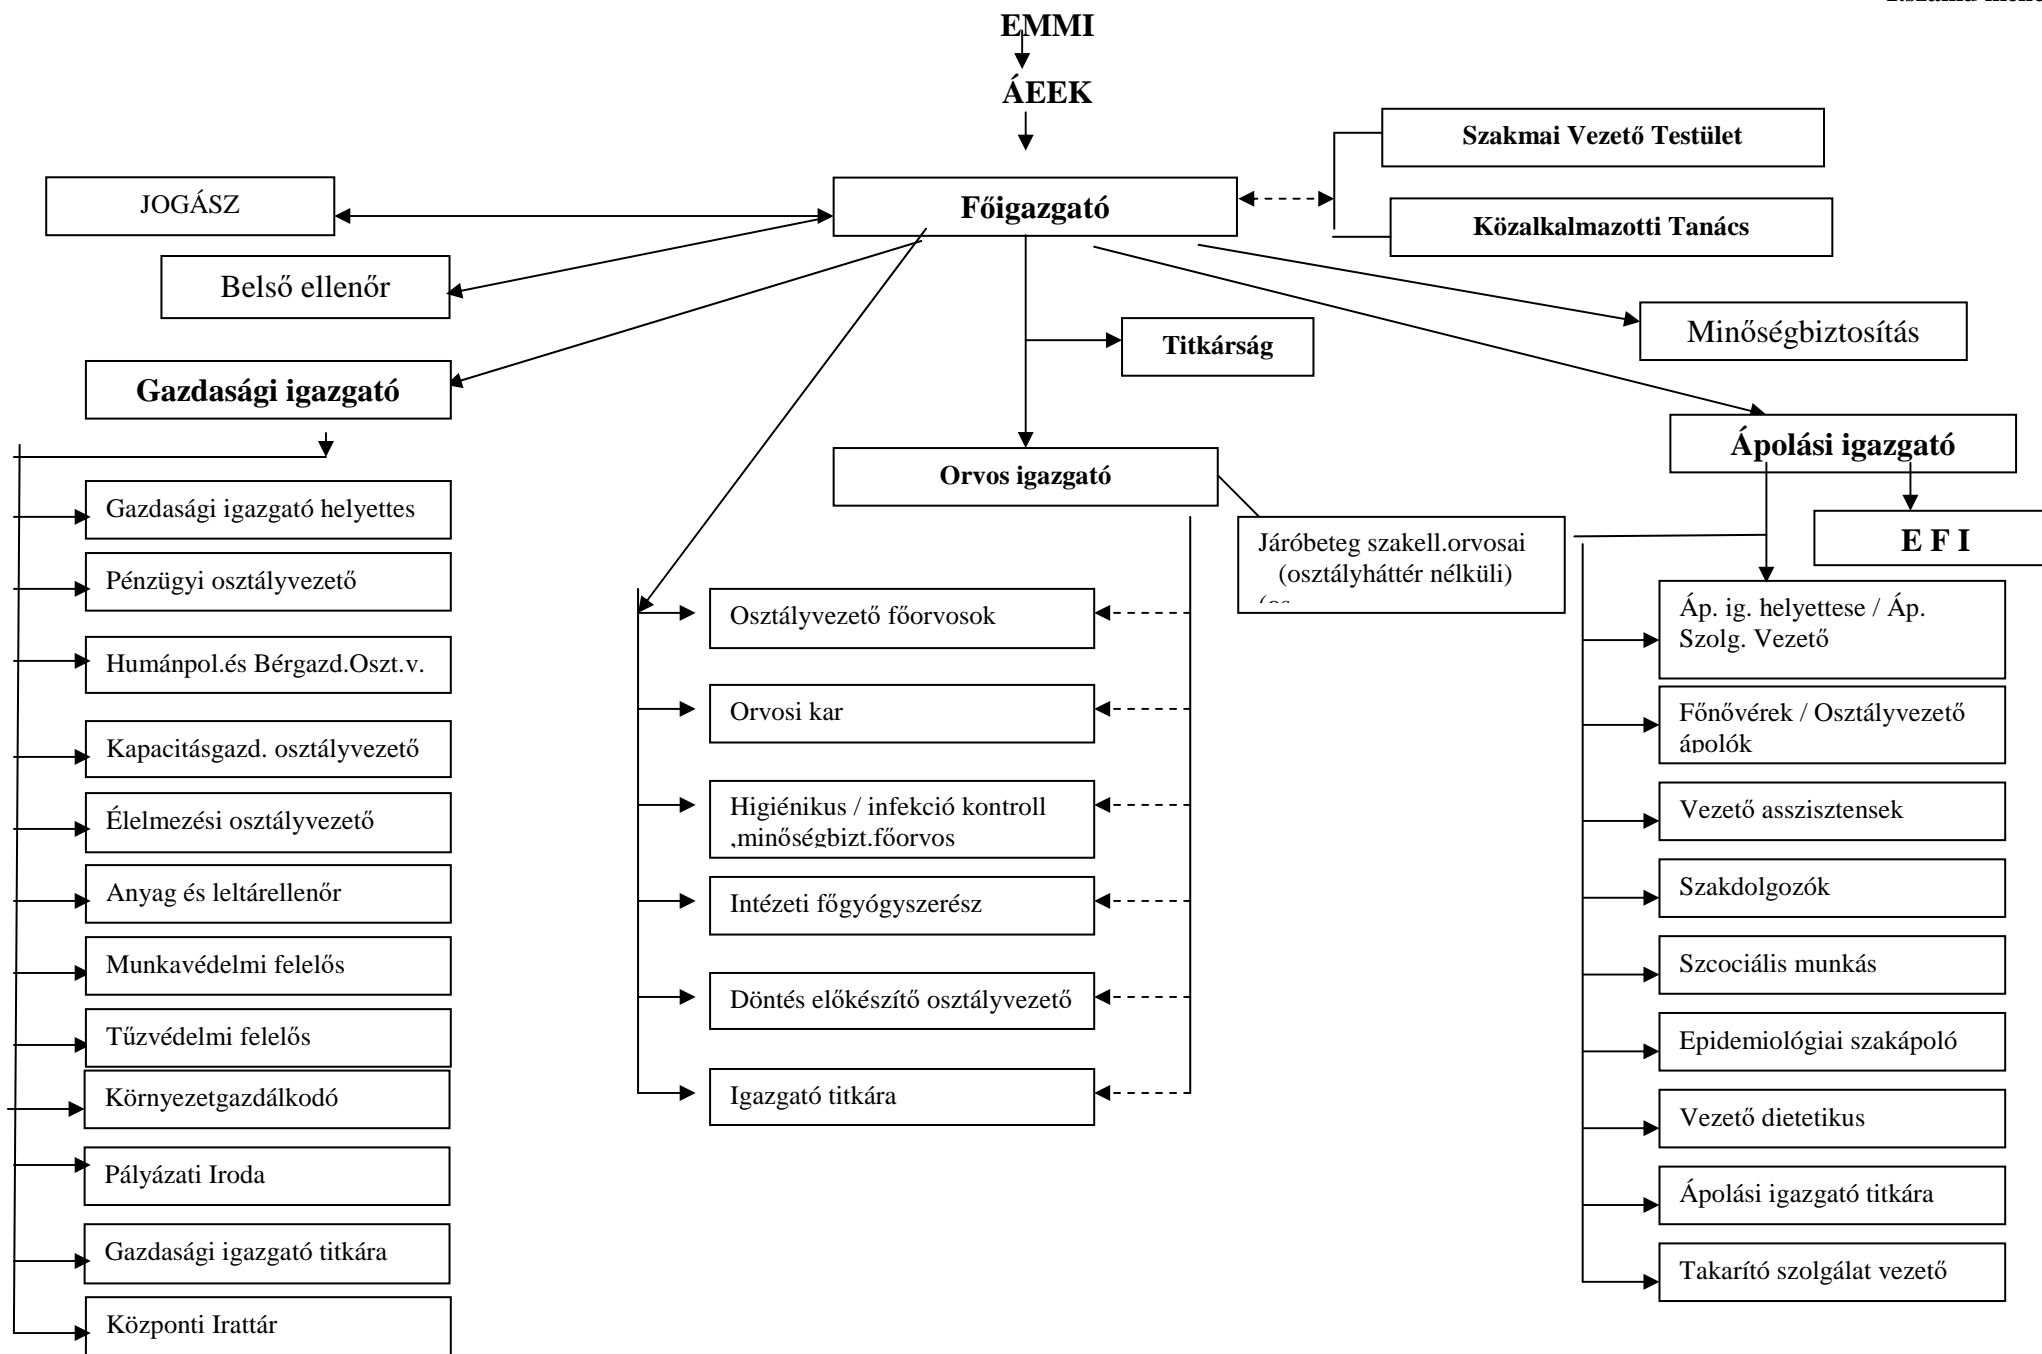 EMMI
ÁEEK
Szakmai Vezető Testület
JOGÁSZ
Főigazgató
Közalkalmazotti Tanács
Belső ellenőr
Titkárság
Minőségbiztosítás
Gazdasági igazgató
Orvos igazgató
Ápolási igazgató
Járóbeteg szakell.orvosai
(osztályháttér nélküli)
E F I
Gazdasági igazgató helyettes
Pénzügyi osztályvezető
Humánpol.és Bérgazd.Oszt.v.
Kapacitásgazd. osztályvezető
Élelmezési osztályvezető
Anyag és leltárellenőr
Munkavédelmi felelős
Tűzvédelmi felelős
Környezetgazdálkodó
Pályázati Iroda
Gazdasági igazgató titkára
Központi Irattár
Osztályvezető főorvosok
Orvosi kar
Higiénikus / infekció kontroll
,minőségbizt.főorvos
Intézeti főgyógyszerész
Döntés előkészítő osztályvezető
Igazgató titkára
Áp. ig. helyettese / Áp.
Szolg. Vezető
Főnővérek / Osztályvezető
ápolók
Vezető asszisztensek
Szakdolgozók
Szcociális munkás
Epidemiológiai szakápoló
Vezető dietetikus
Ápolási igazgató titkára
Takarító szolgálat vezető